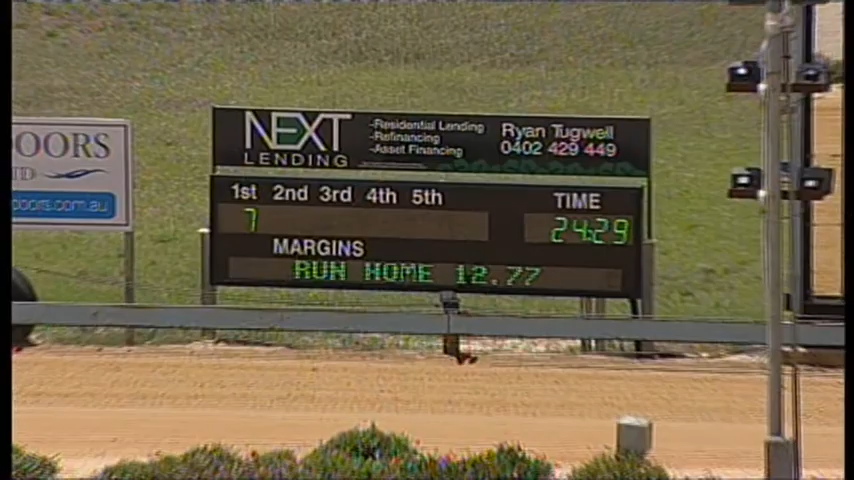 OORS
TD
oors.com.au
NEXT
LENDING
-Residential Lending
-Refinancing
-Asset Financing
Ryan Tugwell
0402 429 449
1st 2nd 3rd 4th 5th TIME
7 24.29
MARGINS
RUN HOME 12.77